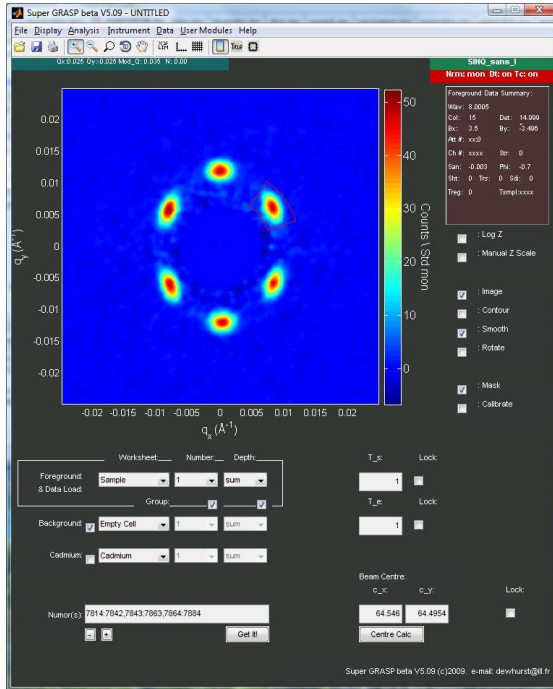 Super GRASP beta V5.09 - UNTITLED
File Display Analysis Instrument Data User Modules Help
Qx:0.025 Qy:-0.025 Mod_Q: 0.035 N: 0.00
SINQ_sans_I
Nrm: mon Dt: on Tc: on
Foreground Data Summary:
Wav: 8.0005
Col: 15 Det: 14.999
Bx: 3.5 By: -3.495
Att #: xx:0
Ch #: xxxx Str: 0
San: -0.003 Phi: -0.7
Sht: 0 Trs: 0 Sdi: 0
Treg: 0 Tsmpl:xxxx
: Log Z
: Manual Z Scale
: Image
: Contour
: Smooth
: Rotate
: Mask
: Calibrate
0.02
0.015
0.01
0.005
0
-0.005
-0.01
-0.015
-0.02
q_y (Å⁻¹)
-0.02 -0.015 -0.01 -0.005 0 0.005 0.01 0.015 0.02
q_x (Å⁻¹)
50
40
30
20
10
0
Counts \ Std mon
Worksheet: Number: Depth:
Foreground: & Data Load: Sample 1 sum
Group:
Background: Empty Cell 1 sum
Cadmium: Cadmium 1 sum
T_s: Lock:
1
T_e: Lock:
1
Beam Centre:
c_x: c_y: Lock:
64.546 64.4954
Centre Calc
Numor(s): 7814:7842,7843:7863,7864:7884
- + Get It!
Super GRASP beta V5.09 (c)2009. e-mail: dewhurst@ill.fr